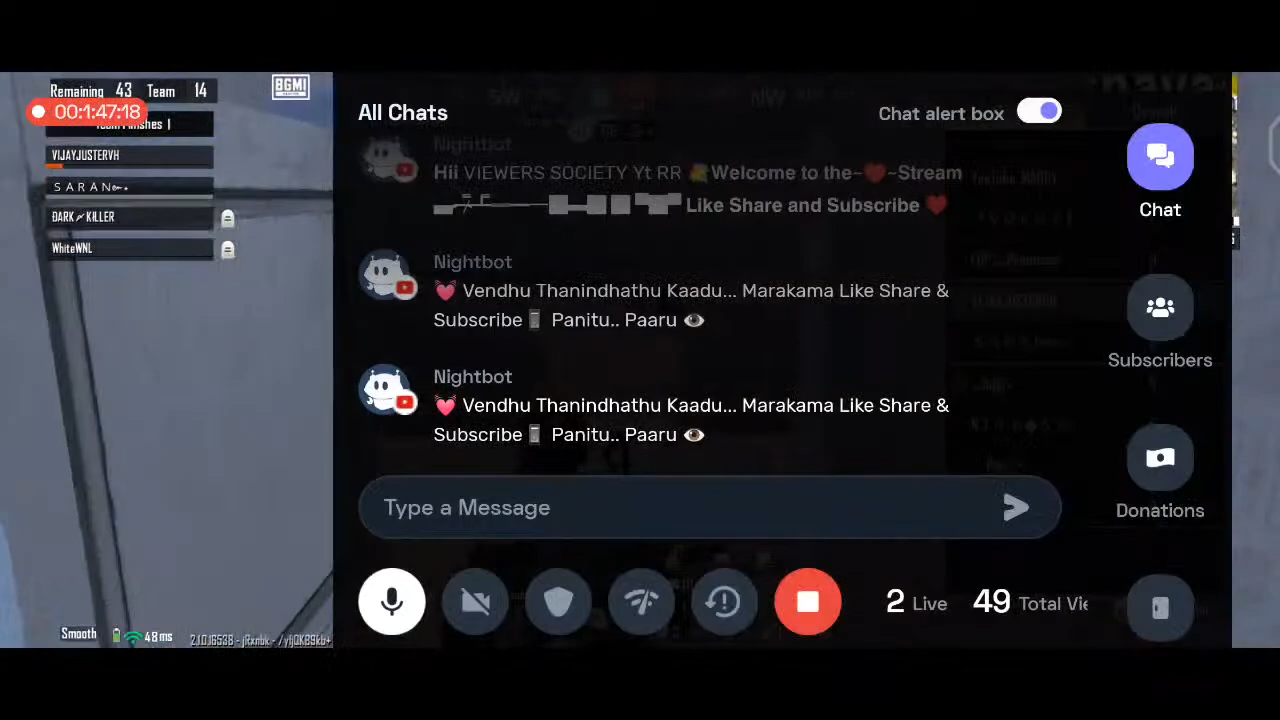 Remaining 43 Team 14
BGMI
00:1:47:18
VIJAYJUSTERVH
S A R A N
DARK KILLER
WhiteWNL
Smooth
48 ms
All Chats
Chat alert box
Nightbot
Hii VIEWERS SOCIETY Yt RR 💐Welcome to the~❤️~Stream
Like Share and Subscribe ❤️
Nightbot
💓 Vendhu Thanindhathu Kaadu... Marakama Like Share &
Subscribe🖥 Panitu.. Paaru 👁
Nightbot
💓 Vendhu Thanindhathu Kaadu... Marakama Like Share &
Subscribe🖥 Panitu.. Paaru 👁
Type a Message
2 Live 49 Total Vie
Chat
Subscribers
Donations